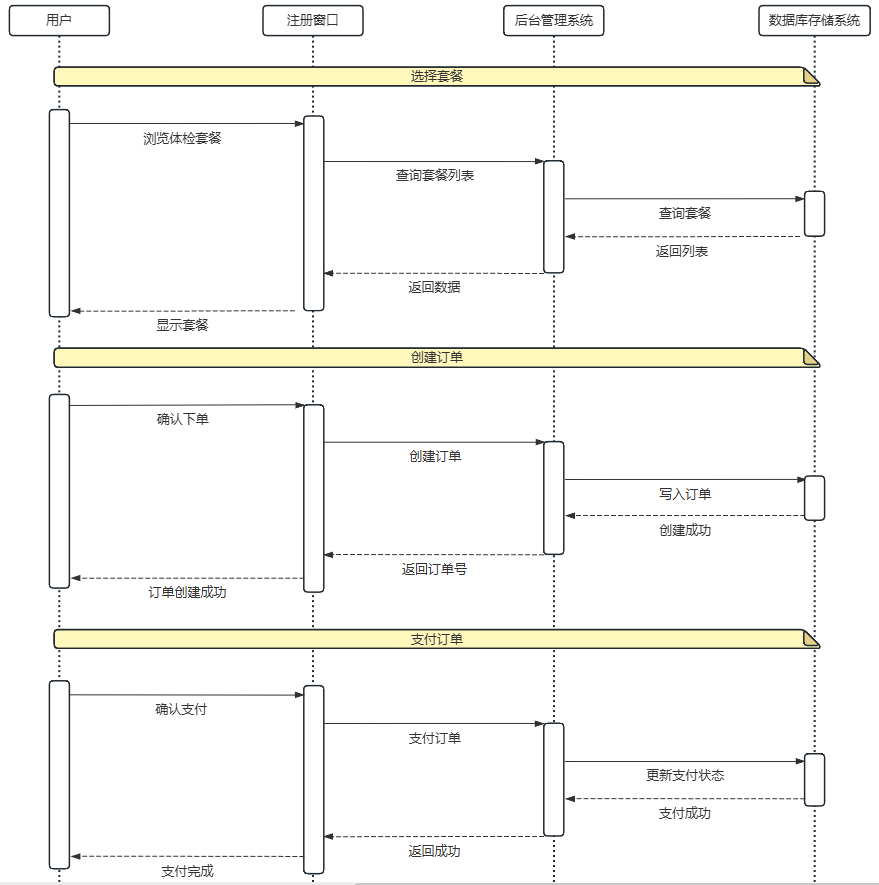 用户
注册窗口
后台管理系统
数据库存储系统
选择套餐
浏览体检套餐
查询套餐列表
查询套餐
返回列表
返回数据
显示套餐
创建订单
确认下单
创建订单
写入订单
创建成功
返回订单号
订单创建成功
支付订单
确认支付
支付订单
更新支付状态
支付成功
返回成功
支付完成